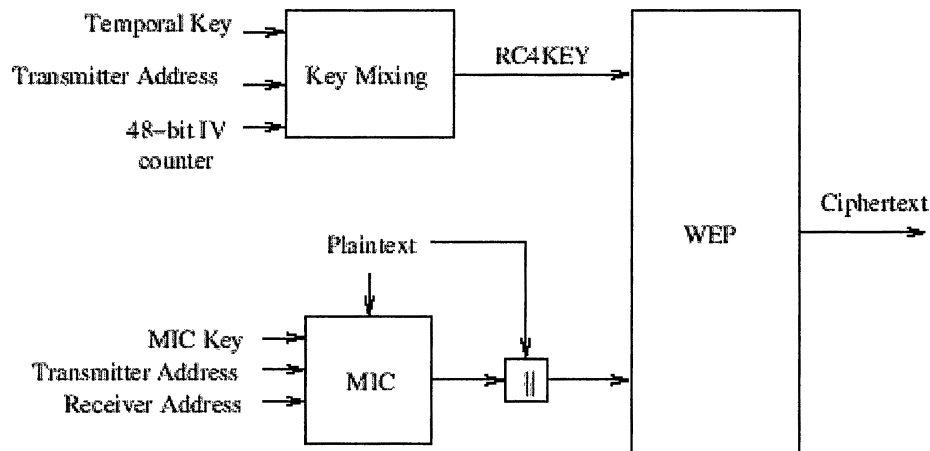 Temporal Key
Transmitter Address
48-bit IV
counter
Key Mixing
RC4KEY
WEP
Ciphertext
Plaintext
MIC Key
Transmitter Address
Receiver Address
MIC
||